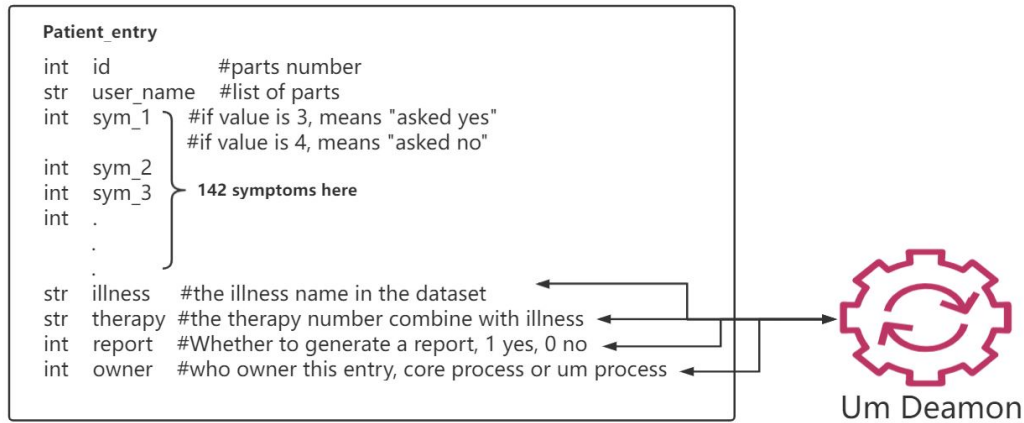 Patient_entry
int id #parts number
str user_name #list of parts
int sym_1 #if value is 3, means "asked yes"
#if value is 4, means "asked no"
int sym_2
int sym_3 142 symptoms here
int .
.
.
str illness #the illness name in the dataset
str therapy #the therapy number combine with illness
int report #Whether to generate a report, 1 yes, 0 no
int owner #who owner this entry, core process or um process
Um Deamon